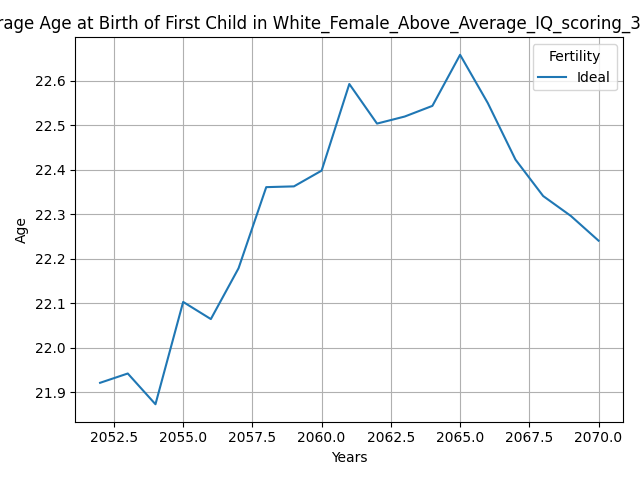 rage Age at Birth of First Child in White_Female_Above_Average_IQ_scoring_3
Fertility
Ideal
22.6
22.5
22.4
22.3
22.2
22.1
22.0
21.9
Age
2052.5 2055.0 2057.5 2060.0 2062.5 2065.0 2067.5 2070.0
Years